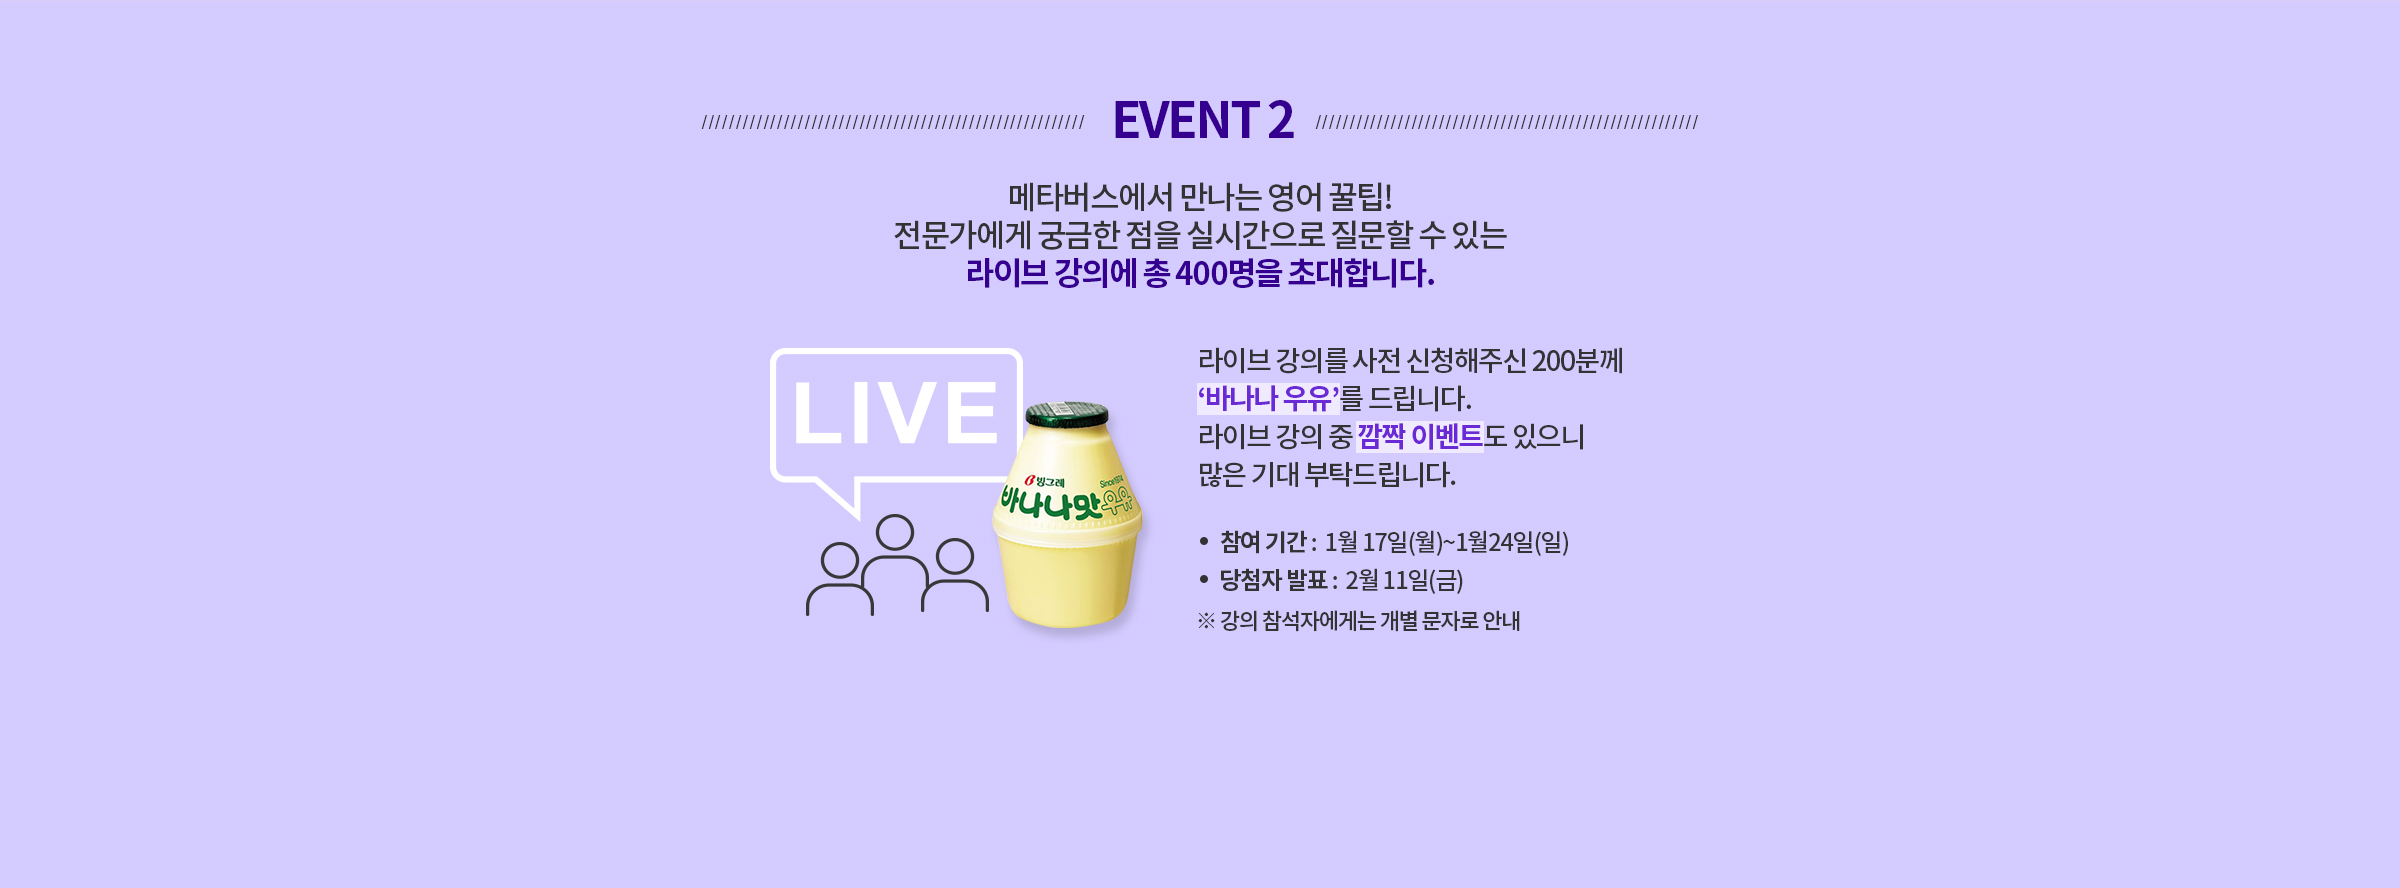 EVENT 2
메타버스에서 만나는 영어 꿀팁!
전문가에게 궁금한 점을 실시간으로 질문할 수 있는
라이브 강의에 총 400명을 초대합니다.
LIVE
빙그레
Since1974
바나나맛우유
라이브 강의를 사전 신청해주신 200분께
‘바나나 우유’를 드립니다.
라이브 강의 중 깜짝 이벤트도 있으니
많은 기대 부탁드립니다.
• 참여 기간 : 1월 17일(월)~1월24일(일)
• 당첨자 발표 : 2월 11일(금)
※ 강의 참석자에게는 개별 문자로 안내